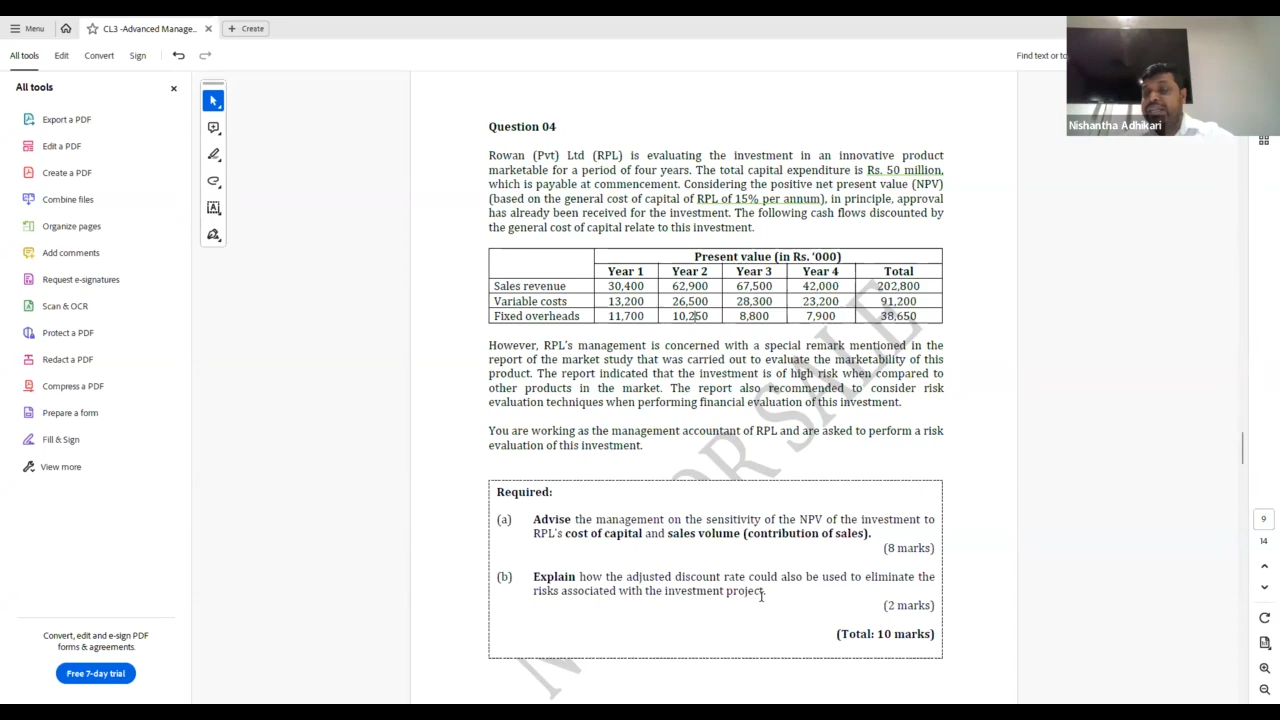 Menu
CL3 -Advanced Manage...
Create
All tools
Edit
Convert
Sign
Find text or to
All tools
Export a PDF
Edit a PDF
Create a PDF
Combine files
Organize pages
Add comments
Request e-signatures
Scan & OCR
Protect a PDF
Redact a PDF
Compress a PDF
Prepare a form
Fill & Sign
View more
Convert, edit and e-sign PDF
forms & agreements.
Free 7-day trial
Nishantha Adhikari
Question 04
Rowan (Pvt) Ltd (RPL) is evaluating the investment in an innovative product
marketable for a period of four years. The total capital expenditure is Rs. 50 million,
which is payable at commencement. Considering the positive net present value (NPV)
(based on the general cost of capital of RPL of 15% per annum), in principle, approval
has already been received for the investment. The following cash flows discounted by
the general cost of capital relate to this investment.
Present value (in Rs. '000)
Year 1 Year 2 Year 3 Year 4 Total
Sales revenue 30,400 62,900 67,500 42,000 202,800
Variable costs 13,200 26,500 28,300 23,200 91,200
Fixed overheads 11,700 10,250 8,800 7,900 38,650
However, RPL's management is concerned with a special remark mentioned in the
report of the market study that was carried out to evaluate the marketability of this
product. The report indicated that the investment is of high risk when compared to
other products in the market. The report also recommended to consider risk
evaluation techniques when performing financial evaluation of this investment.
You are working as the management accountant of RPL and are asked to perform a risk
evaluation of this investment.
Required:
(a) Advise the management on the sensitivity of the NPV of the investment to
RPL's cost of capital and sales volume (contribution of sales).
(8 marks)
(b) Explain how the adjusted discount rate could also be used to eliminate the
risks associated with the investment project.
(2 marks)
(Total: 10 marks)
9
14